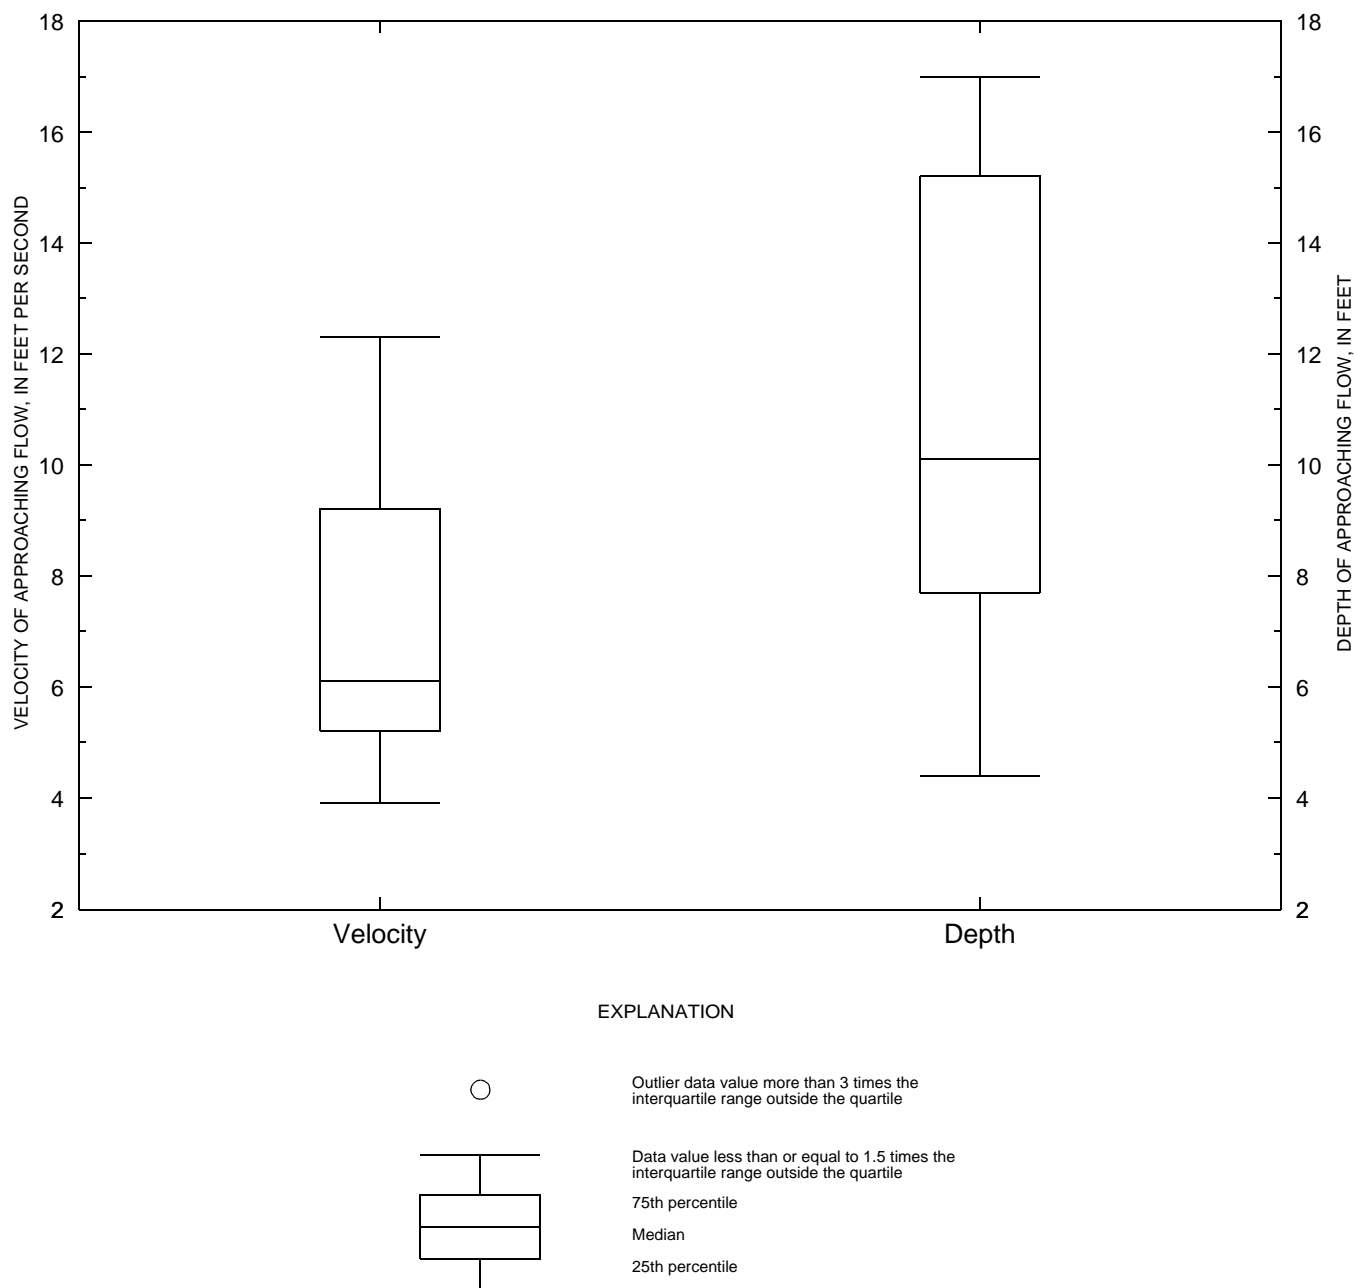 18
16
14
12
10
8
6
4
2
VELOCITY OF APPROACHING FLOW, IN FEET PER SECOND
18
16
14
12
10
8
6
4
2
DEPTH OF APPROACHING FLOW, IN FEET
Velocity
Depth
EXPLANATION
Outlier data value more than 3 times the
interquartile range outside the quartile
Data value less than or equal to 1.5 times the
interquartile range outside the quartile
75th percentile
Median
25th percentile